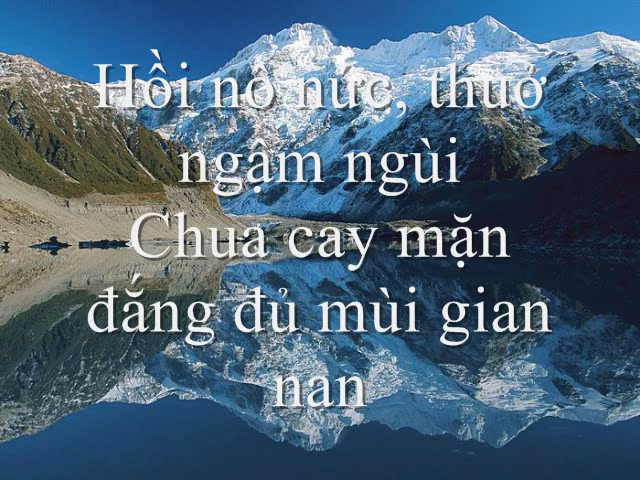 Hồi nô nức, thuở
ngậm ngùi
Chua cay mặn
đắng đủ mùi gian
nan